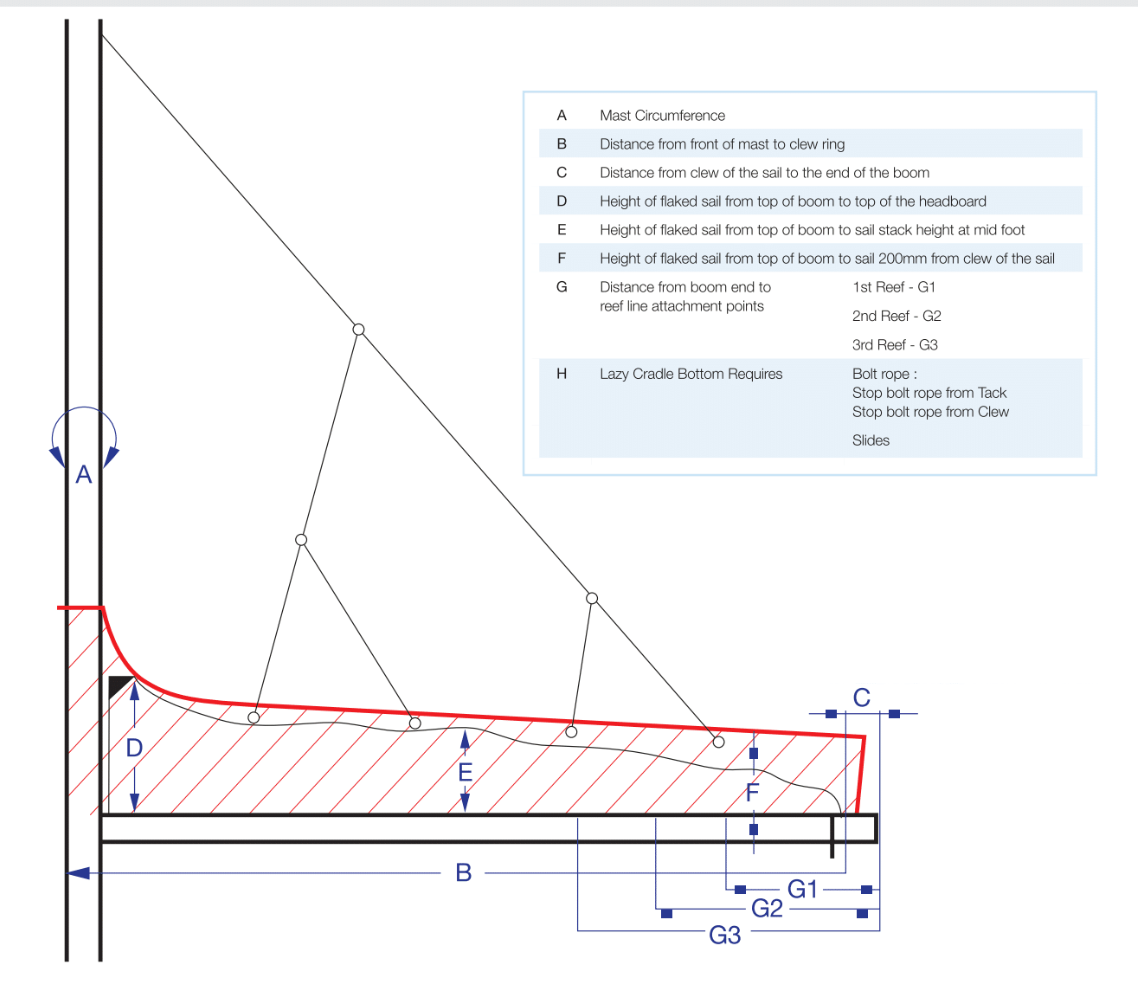 A Mast Circumference
B Distance from front of mast to clew ring
C Distance from clew of the sail to the end of the boom
D Height of flaked sail from top of boom to top of the headboard
E Height of flaked sail from top of boom to sail stack height at mid foot
F Height of flaked sail from top of boom to sail 200mm from clew of the sail
G Distance from boom end to 1st Reef - G1
reef line attachment points
2nd Reef - G2
3rd Reef - G3
H Lazy Cradle Bottom Requires Bolt rope :
Stop bolt rope from Tack
Stop bolt rope from Clew
Slides
A
C
D
E
F
B
G1
G2
G3